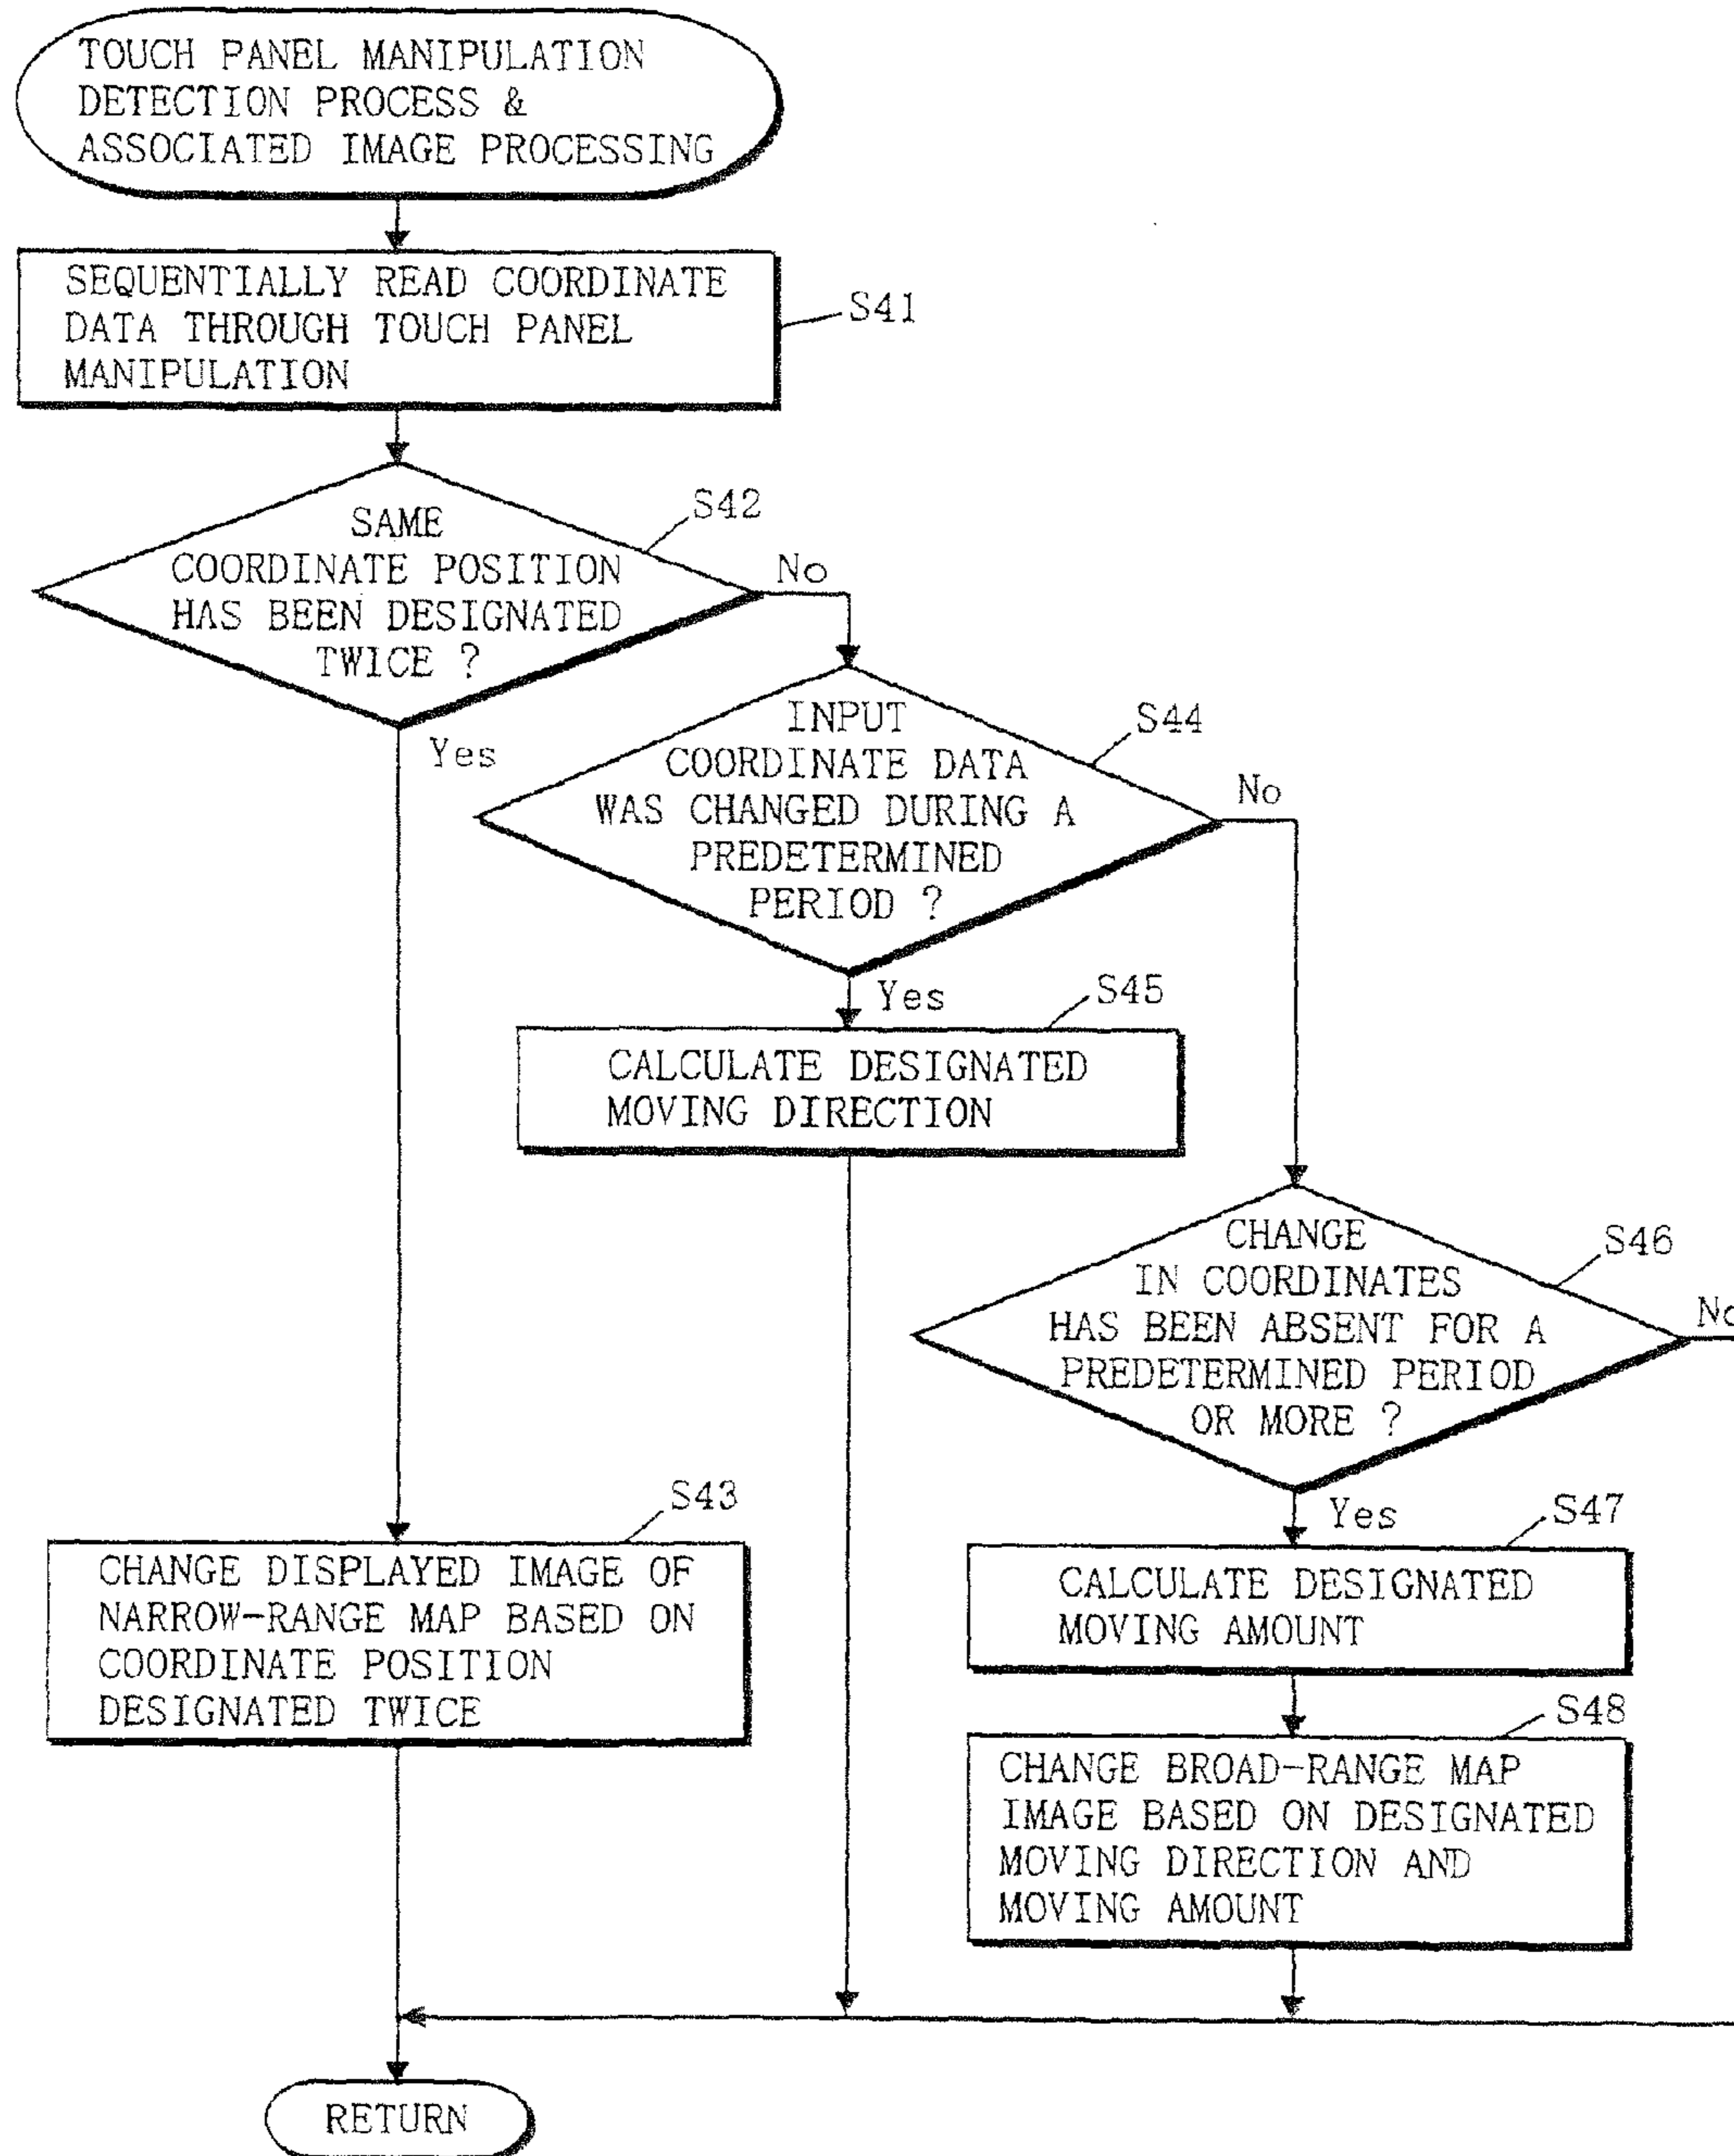 TOUCH PANEL MANIPULATION
DETECTION PROCESS &
ASSOCIATED IMAGE PROCESSING
SEQUENTIALLY READ COORDINATE
DATA THROUGH TOUCH PANEL
MANIPULATION
S41
SAME
COORDINATE POSITION
HAS BEEN DESIGNATED
TWICE ?
S42
No
Yes
INPUT
COORDINATE DATA
WAS CHANGED DURING A
PREDETERMINED
PERIOD ?
S44
No
Yes
S45
CALCULATE DESIGNATED
MOVING DIRECTION
CHANGE
IN COORDINATES
HAS BEEN ABSENT FOR A
PREDETERMINED PERIOD
OR MORE ?
S46
No
Yes
S43
CHANGE DISPLAYED IMAGE OF
NARROW-RANGE MAP BASED ON
COORDINATE POSITION
DESIGNATED TWICE
S47
CALCULATE DESIGNATED
MOVING AMOUNT
S48
CHANGE BROAD-RANGE MAP
IMAGE BASED ON DESIGNATED
MOVING DIRECTION AND
MOVING AMOUNT
RETURN